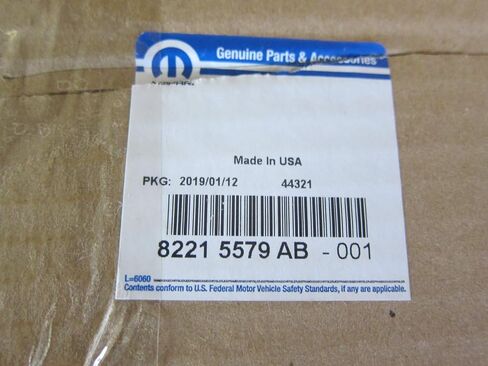 Genuine Parts & Accessories
Made In USA
PKG: 2019/01/12 44321
8221 5579 AB - 001
L=6060
Contents conform to U.S. Federal Motor Vehicle Safety Standards, if any are applicable.